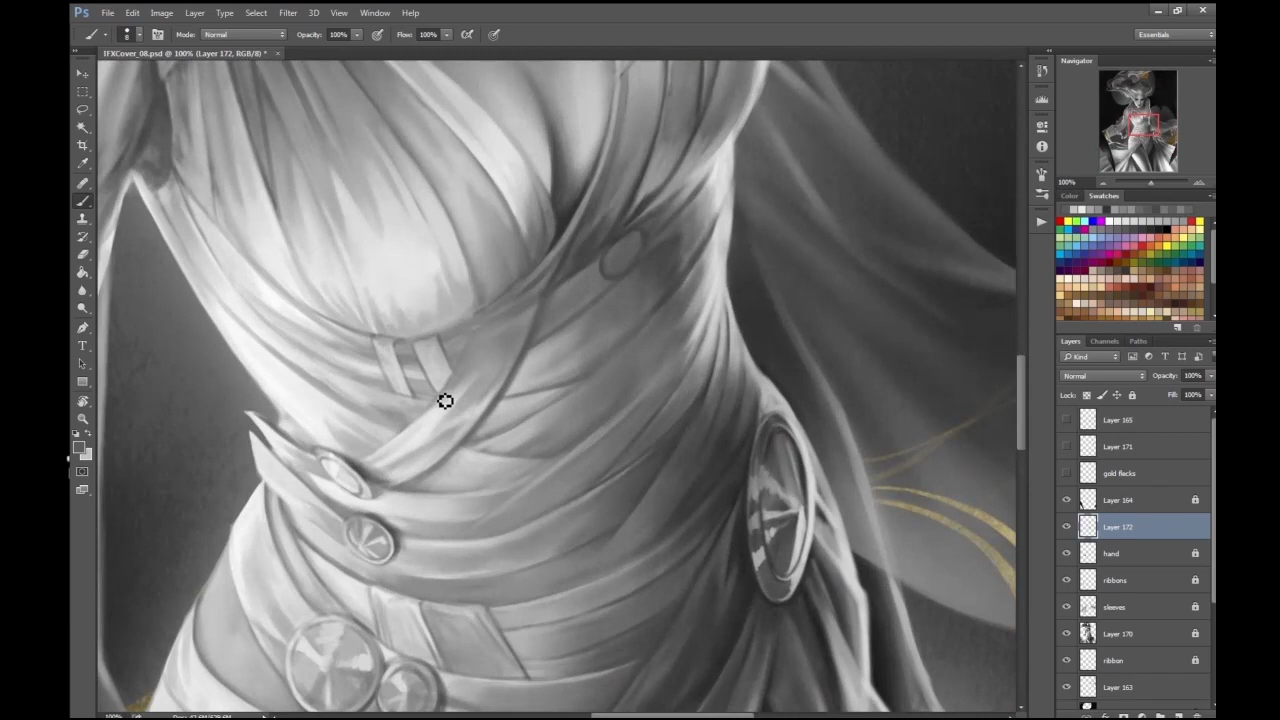 Ps File Edit Image Layer Type Select Filter 3D View Window Help
8 Mode: Normal Opacity: 100% Flow: 100% Essentials
IFXCover_08.psd @ 100% (Layer 172, RGB/8) *
Navigator
100%
Color Swatches
Layers Channels Paths
Kind
Normal Opacity: 100%
Lock: Fill: 100%
Layer 165
Layer 171
gold flecks
Layer 164
Layer 172
hand
ribbons
sleeves
Layer 170
ribbon
Layer 163
100%